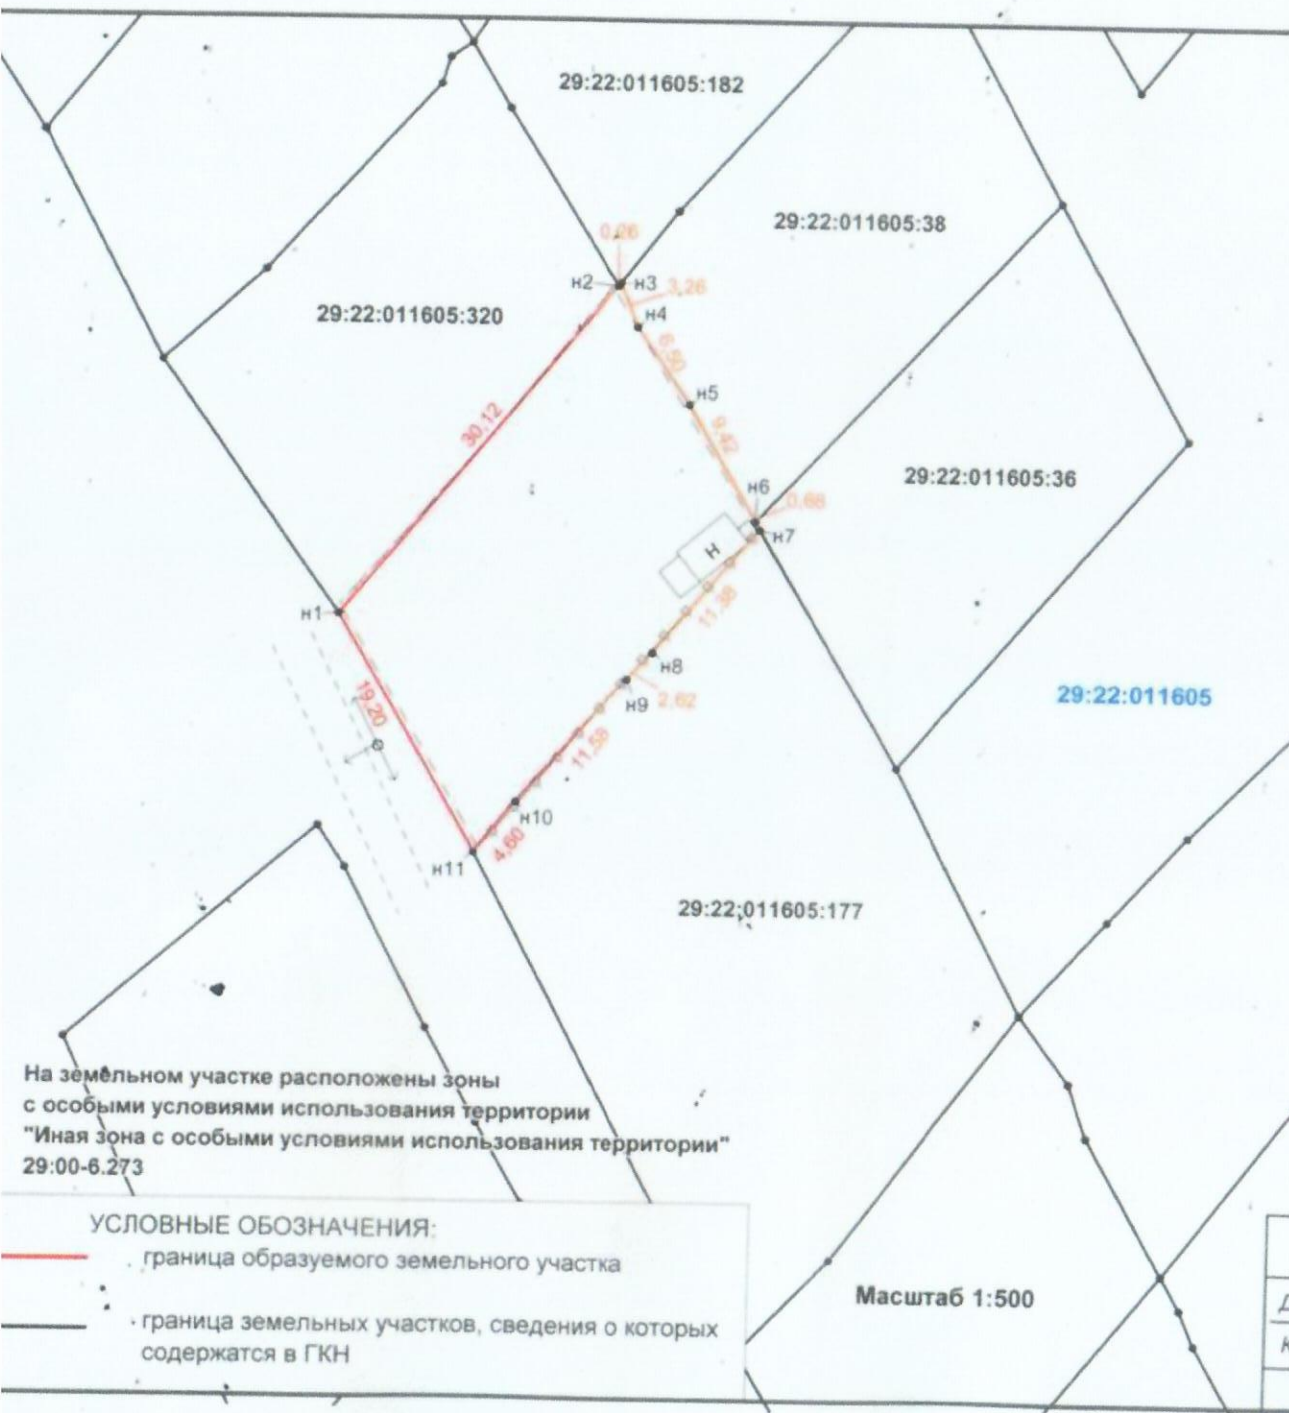 29:22:011605:182
29:22:011605:38
0,26
н2
н3
3,26
29:22:011605:320
н4
6,50
н5
30,12
9,42
29:22:011605:36
н6
0,66
н7
Н
11,38
н1
н8
19,20
н9
2,62
29:22:011605
11,58
н10
4,60
н11
29:22:011605:177
На земельном участке расположены зоны
с особыми условиями использования территории
"Иная зона с особыми условиями использования территории"
29:00-6.273
УСЛОВНЫЕ ОБОЗНАЧЕНИЯ:
граница образуемого земельного участка
Масштаб 1:500
граница земельных участков, сведения о которых
содержатся в ГКН